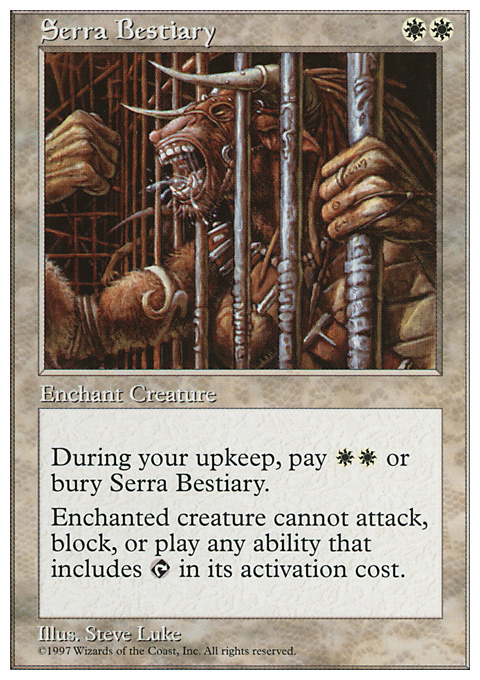 Serra Bestiary
Enchant Creature
During your upkeep, pay or
bury Serra Bestiary.
Enchanted creature cannot attack,
block, or play any ability that
includes in its activation cost.
Illus. Steve Luke
©1997 Wizards of the Coast, Inc. All rights reserved.